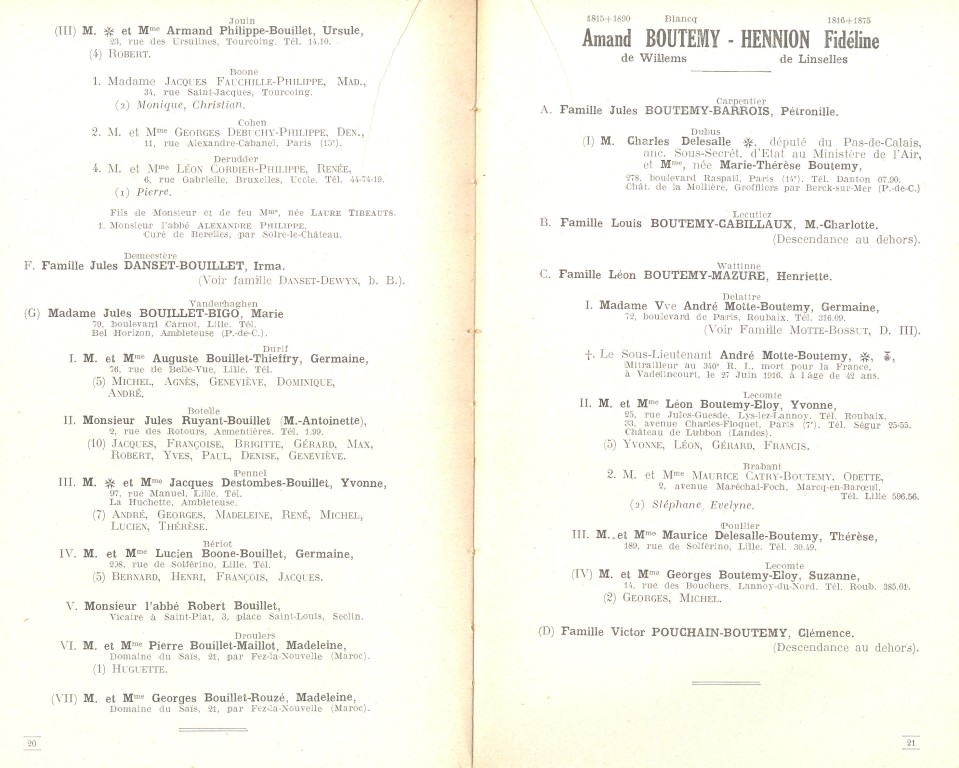 Jouin
(III) M. ✻ et Mme Armand Philippe-Bouillet, Ursule,
23, rue des Ursulines, Tourcoing. Tél. 14.10.
(4) ROBERT.
Boone
1. Madame JACQUES FAUCHILLE-PHILIPPE, MAD.,
34, rue Saint-Jacques, Tourcoing.
(2) Monique, Christian.
Cohen
2. M. et Mme GEORGES DEBUCHY-PHILIPPE, DEN.,
11, rue Alexandre-Cabanel, Paris (15e).
Derudder
4. M. et Mme LÉON CORDIER-PHILIPPE, RENÉE,
6, rue Gabrielle, Bruxelles, Uccle. Tél. 44-74-19.
(1) Pierre.
Fils de Monsieur et de feu Mme, née LAURE TIBEAUTS.
1. Monsieur l'abbé ALEXANDRE PHILIPPE,
Curé de Berelles, par Solre-le-Château.
Demeestère
F. Famille Jules DANSET-BOUILLET, Irma.
(Voir famille DANSET-DEWYN, b. B.).
Vanderhaghen
(G) Madame Jules BOUILLET-BIGO, Marie
79, boulevard Carnot, Lille. Tél.
Bel Horizon, Ambleteuse (P.-de-C.).
Durif
I. M. et Mme Auguste Bouillet-Thieffry, Germaine,
76, rue de Belle-Vue, Lille. Tél.
(5) MICHEL, AGNÈS, GENEVIÈVE, DOMINIQUE,
ANDRÉ.
Botelle
II. Monsieur Jules Ruyant-Bouillet (M.-Antoinette),
2, rue des Rotours, Armentières. Tél. 1.99.
(10) JACQUES, FRANÇOISE, BRIGITTE, GÉRARD, MAX,
ROBERT, YVES, PAUL, DENISE, GENEVIÈVE.
Pennel
III. M. ✻ et Mme Jacques Destombes-Bouillet, Yvonne,
97, rue Manuel, Lille. Tél.
La Huchette, Ambleteuse.
(7) ANDRÉ, GEORGES, MADELEINE, RENÉ, MICHEL,
LUCIEN, THÉRÈSE.
Bériot
IV. M. et Mme Lucien Boone-Bouillet, Germaine,
298, rue de Solférino, Lille. Tél.
(5) BERNARD, HENRI, FRANÇOIS, JACQUES.
V. Monsieur l'abbé Robert Bouillet,
Vicaire à Saint-Piat, 3, place Saint-Louis, Seclin.
Droulers
VI. M. et Mme Pierre Bouillet-Maillot, Madeleine,
Domaine du Saïs, 21, par Fez-la-Nouvelle (Maroc).
(1) HUGUETTE.
(VII) M. et Mme Georges Bouillet-Rouzé, Madeleine,
Domaine du Saïs, 21, par Fez-la-Nouvelle (Maroc).
20
1815+1890 Blancq 1816+1875
Amand BOUTEMY - HENNION Fidéline
de Willems de Linselles
Carpentier
A. Famille Jules BOUTEMY-BARROIS, Pétronille.
Dubus
(I) M. Charles Delesalle ✻, député du Pas-de-Calais,
anc. Sous-Secrét. d'Etat au Ministère de l'Air,
et Mme, née Marie-Thérèse Boutemy,
278, boulevard Raspail, Paris (14e). Tél. Danton 07.90.
Chât. de la Mollière, Groffliers par Berck-sur-Mer (P.-de-C.)
Lecutiez
B. Famille Louis BOUTEMY-CABILLAUX, M.-Charlotte.
(Descendance au dehors).
Wattinne
C. Famille Léon BOUTEMY-MAZURE, Henriette.
Delattre
I. Madame Vve André Motte-Boutemy, Germaine,
72, boulevard de Paris, Roubaix. Tél. 316.09.
(Voir Famille MOTTE-BOSSUT, D. III).
†. Le Sous-Lieutenant André Motte-Boutemy, ✻,
Mitrailleur au 340e R. I., mort pour la France,
à Vadelincourt, le 27 Juin 1916, à l'âge de 42 ans.
Lecomte
II. M. et Mme Léon Boutemy-Eloy, Yvonne,
25, rue Jules-Guesde, Lys-lez-Lannoy. Tél. Roubaix.
33, avenue Charles-Floquet, Paris (7e). Tél. Ségur 25-55.
Château de Lubbon (Landes).
(5) YVONNE, LÉON, GÉRARD, FRANCIS.
Brabant
2. M. et Mme MAURICE CATRY-BOUTEMY, ODETTE,
2, avenue Maréchal-Foch, Marcq-en-Barœul.
Tél. Lille 596.56.
(2) Stéphane, Evelyne.
Pouillier
III. M. et Mme Maurice Delesalle-Boutemy, Thérèse,
189, rue de Solférino, Lille. Tél. 30.49.
Lecomte
(IV) M. et Mme Georges Boutemy-Eloy, Suzanne,
14, rue des Bouchers, Lannoy-du-Nord. Tél. Roub. 385.01.
(2) GEORGES, MICHEL.
(D) Famille Victor POUCHAIN-BOUTEMY, Clémence.
(Descendance au dehors).
21